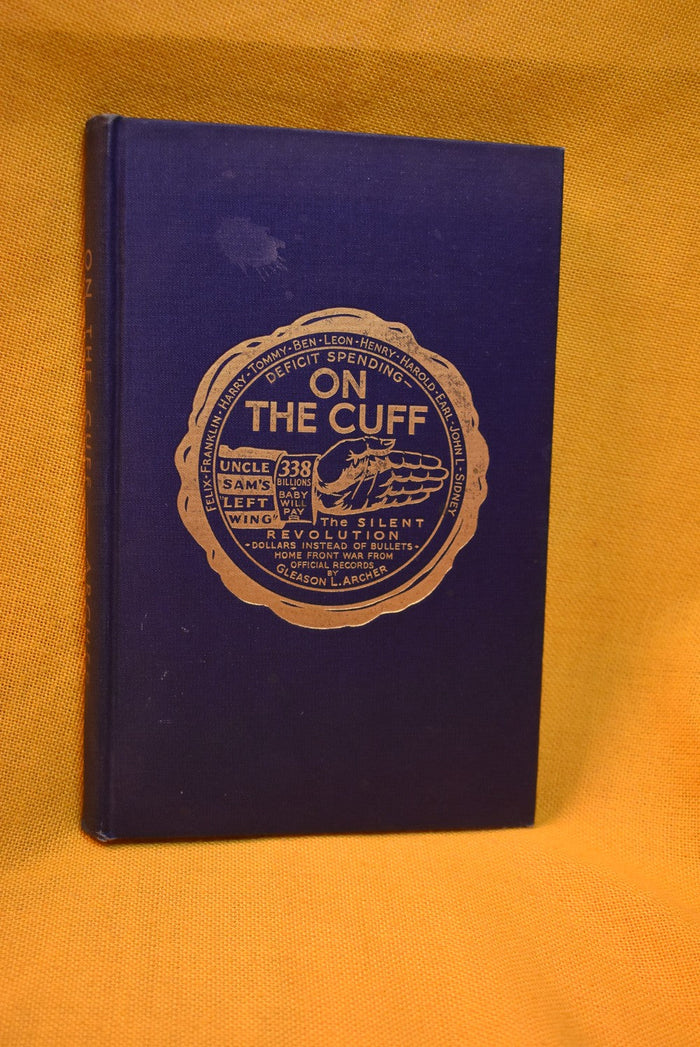 ON THE CUFF
FELIX · FRANKLIN · HARRY · TOMMY · BEN · LEON · HENRY · HAROLD · EARL · JOHN L · SIDNEY
DEFICIT SPENDING—
ON
THE CUFF
UNCLE
SAM'S
"LEFT
WING"
338
BILLIONS
BABY
WILL
PAY
The SILENT
REVOLUTION
· DOLLARS INSTEAD OF BULLETS ·
HOME FRONT WAR FROM
OFFICIAL RECORDS
BY
GLEASON L. ARCHER